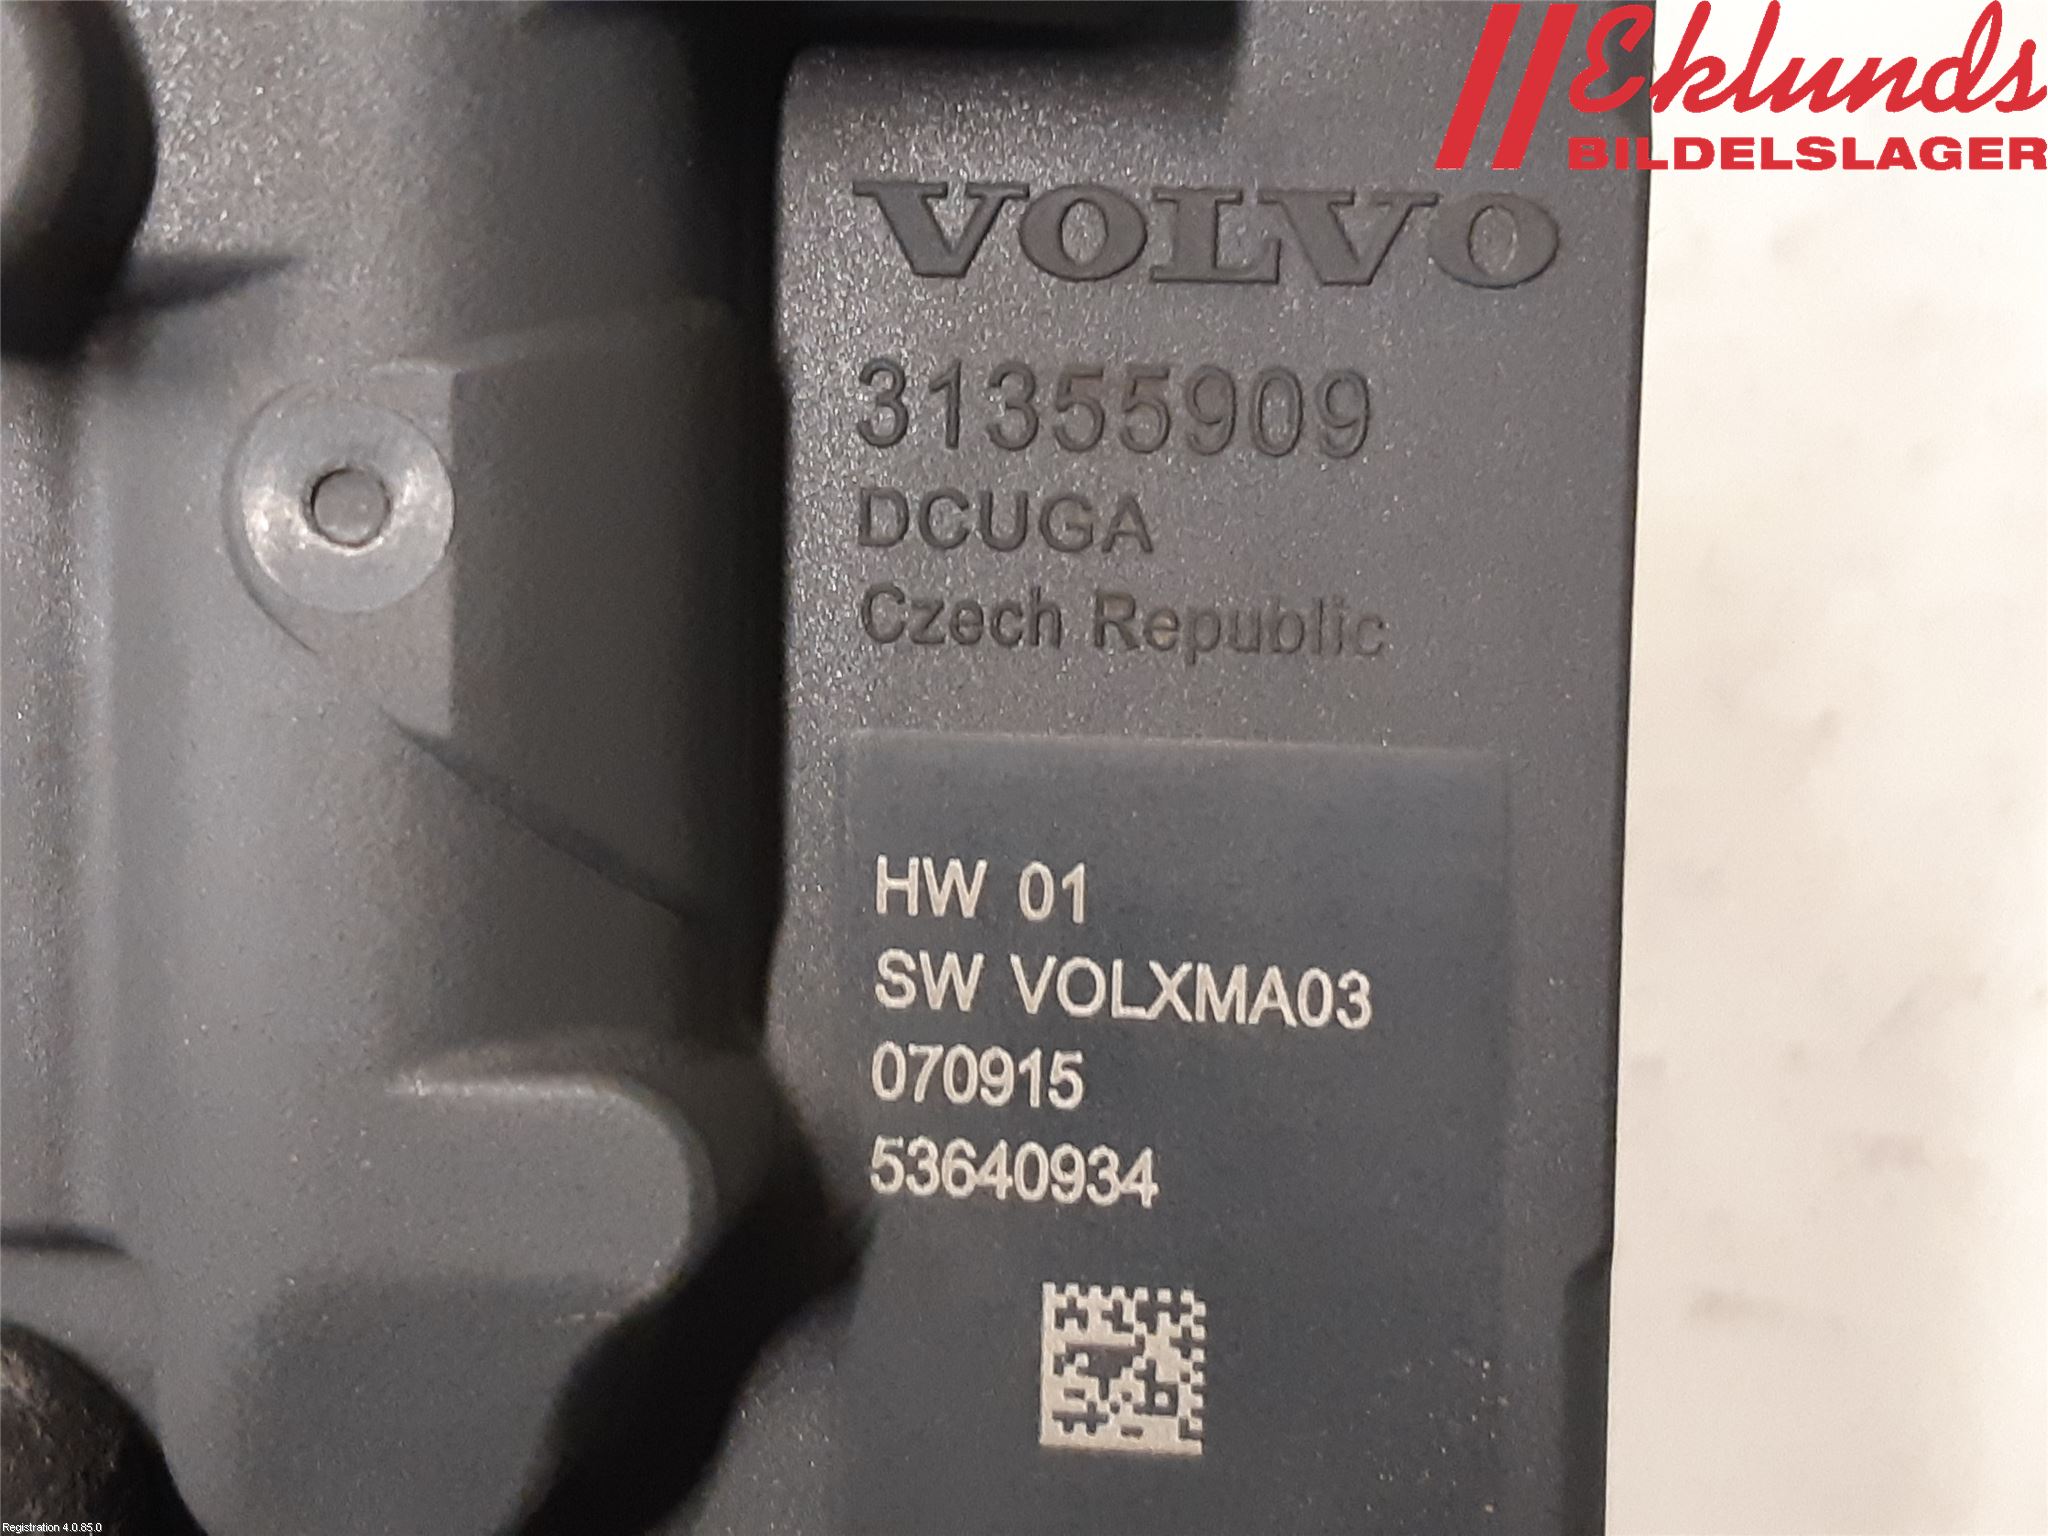 Eklunds
BILDELSLAGER
VOLVO
31355909
DCUGA
Czech Republic
HW 01
SW VOLXMA03
070915
53640934
Registration 4.0.85.0